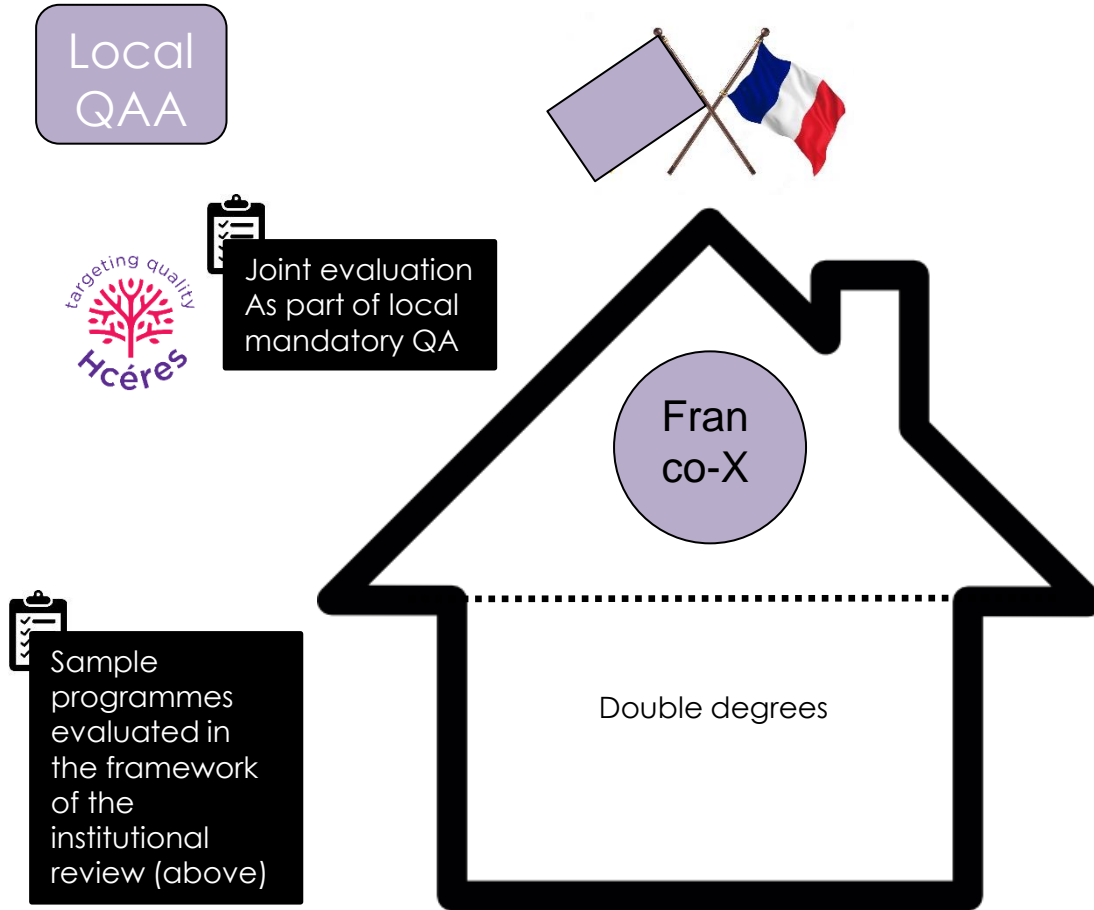 Local
QAA
Joint evaluation
As part of local
mandatory QA
targeting quality
Hcéres
Fran
co-X
Sample
programmes
evaluated in
the framework
of the
institutional
review (above)
Double degrees